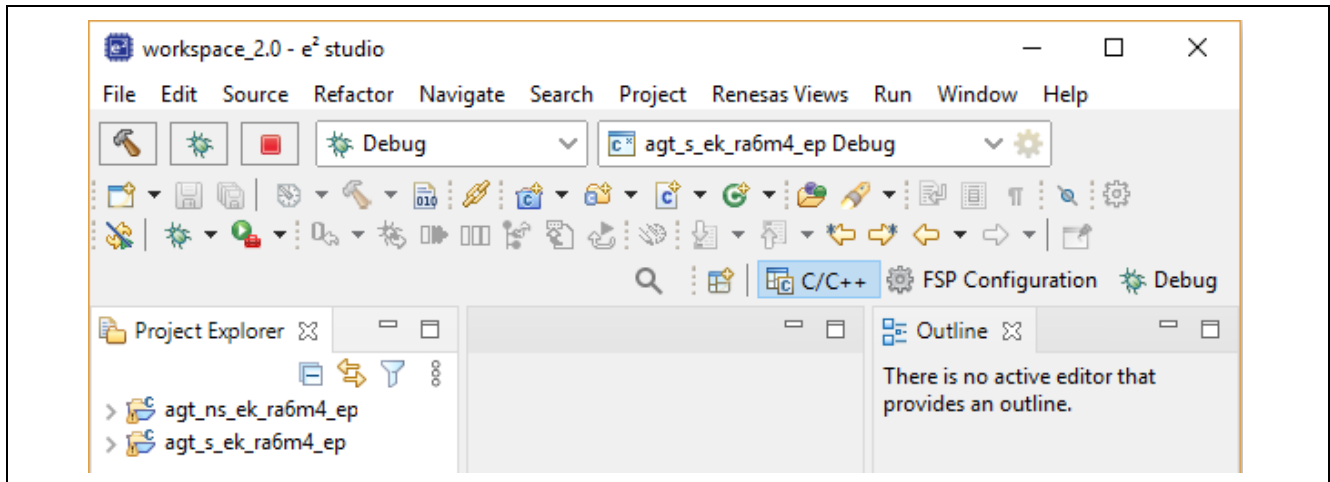 workspace_2.0 - e² studio
File Edit Source Refactor Navigate Search Project Renesas Views Run Window Help
Debug agt_s_ek_ra6m4_ep Debug
010
C/C++ FSP Configuration Debug
Project Explorer
Outline
There is no active editor that
provides an outline.
agt_ns_ek_ra6m4_ep
agt_s_ek_ra6m4_ep